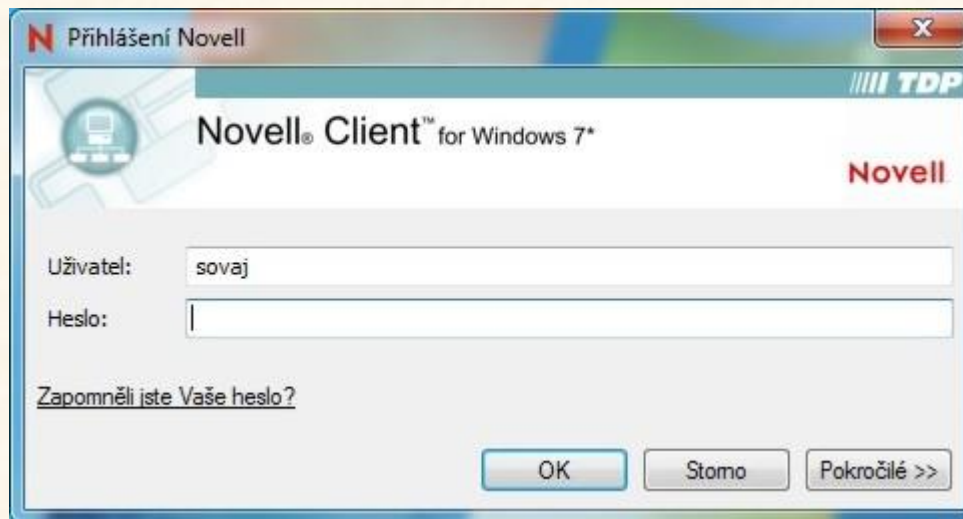 Přihlášení Novell
TDP
Novell® Client™ for Windows 7*
Novell
Uživatel: sovaj
Heslo:
Zapomněli jste Vaše heslo?
OK Storno Pokročilé >>